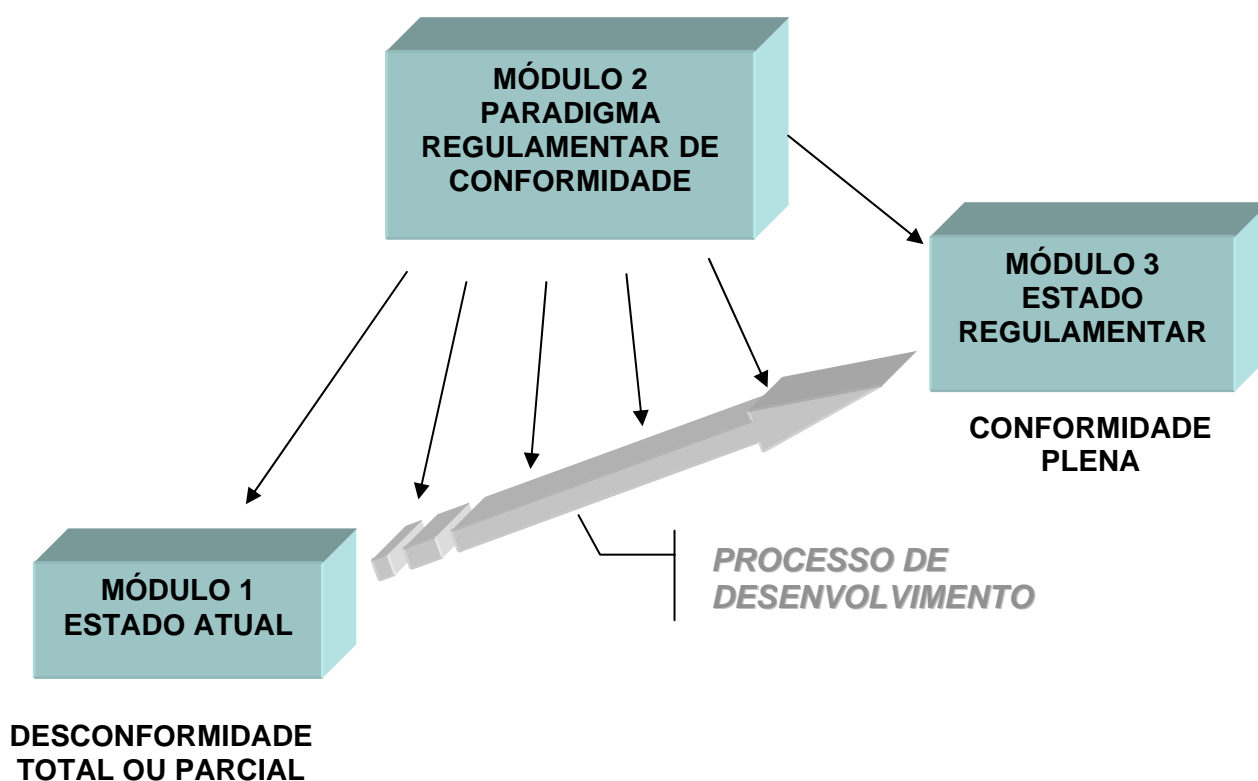 MÓDULO 2
PARADIGMA
REGULAMENTAR DE
CONFORMIDADE
MÓDULO 3
ESTADO
REGULAMENTAR
CONFORMIDADE
PLENA
PROCESSO DE
DESENVOLVIMENTO
MÓDULO 1
ESTADO ATUAL
DESCONFORMIDADE
TOTAL OU PARCIAL